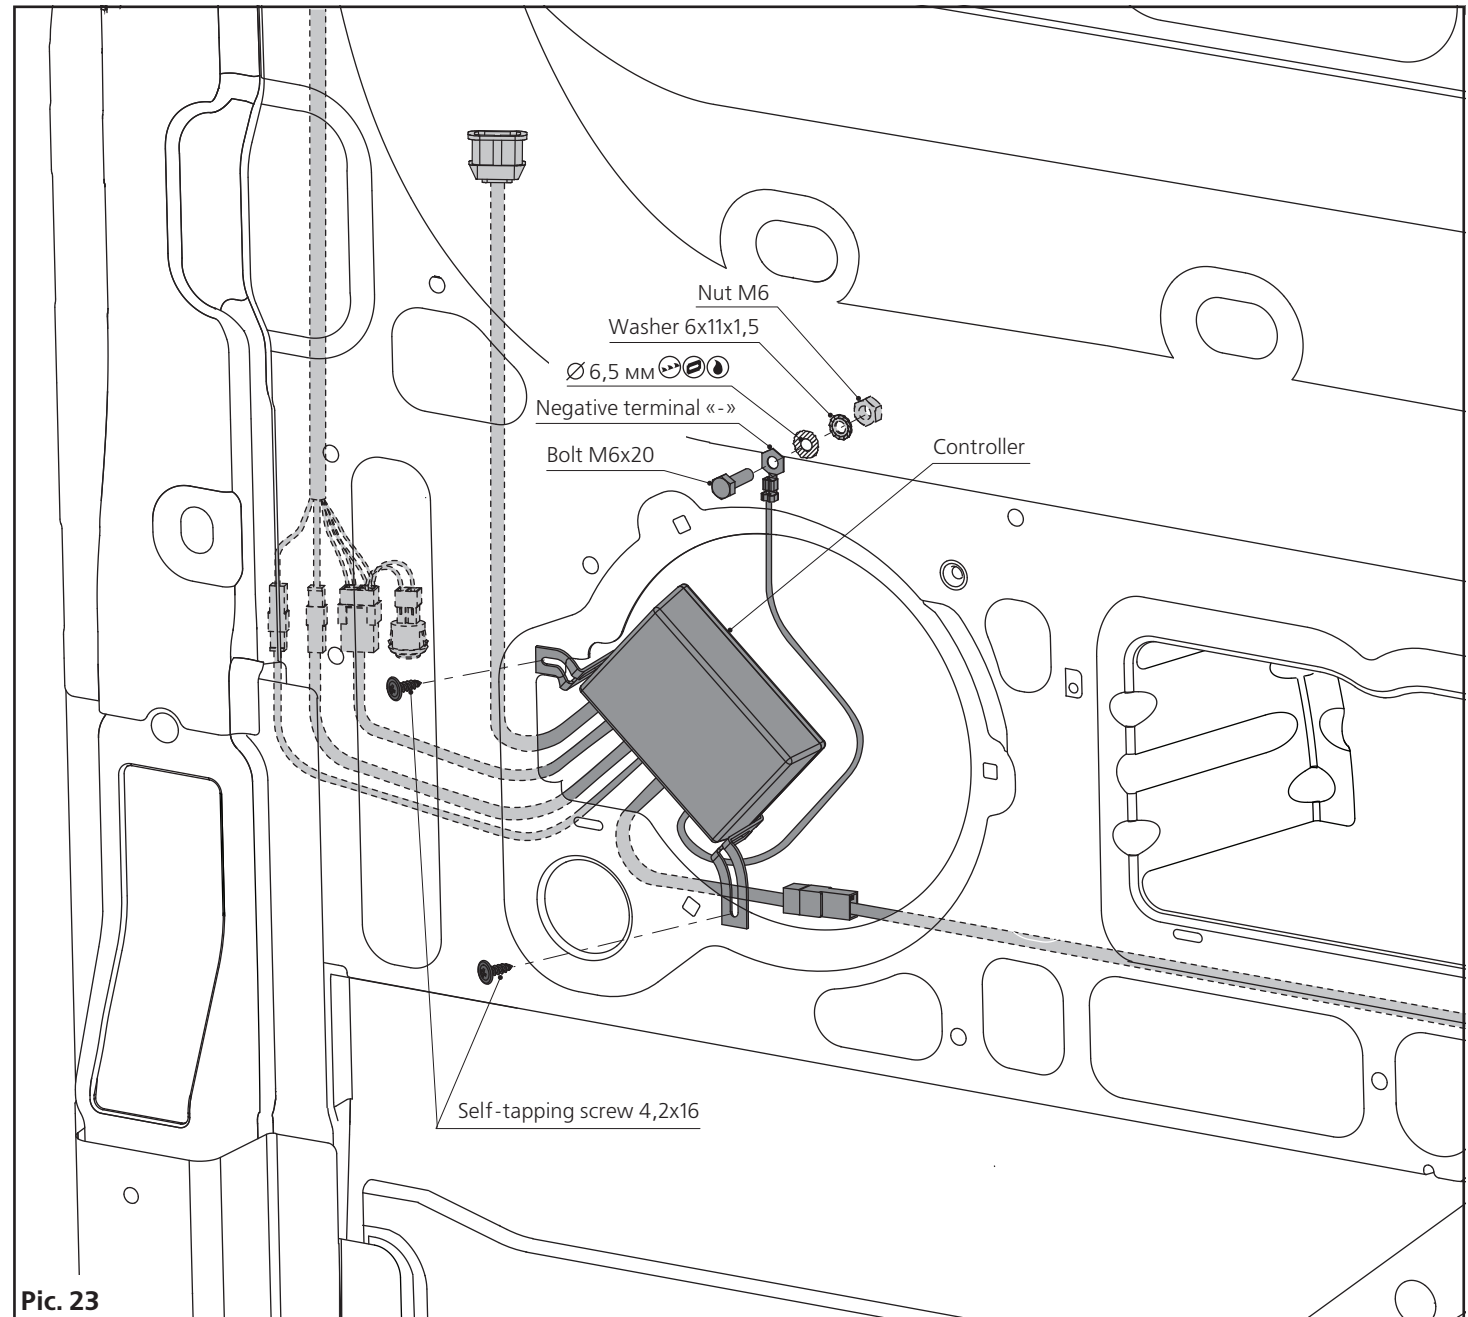 Nut M6
Washer 6x11x1,5
Ø 6,5 мм
Negative terminal «-»
Bolt M6x20
Controller
Self-tapping screw 4,2x16
Pic. 23